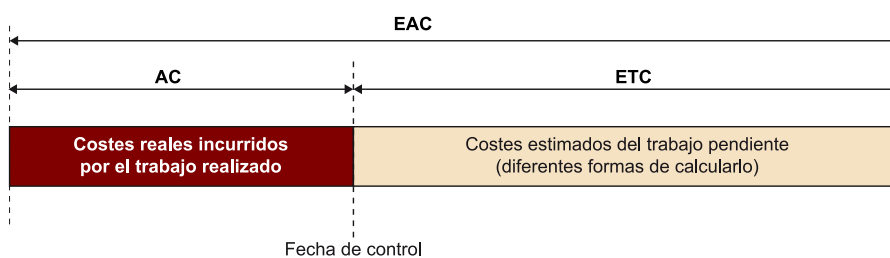 EAC
AC
ETC
Costes reales incurridos
por el trabajo realizado
Costes estimados del trabajo pendiente
(diferentes formas de calcularlo)
Fecha de control